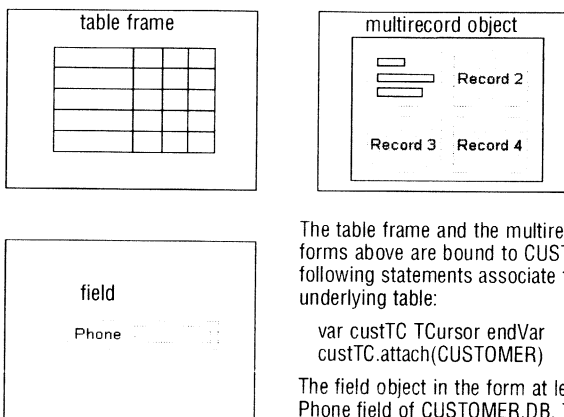 table frame
multirecord object
Record 2
Record 3 Record 4
field
Phone
The table frame and the multire
forms above are bound to CUST
following statements associate
underlying table:
var custTC TCursor endVar
custTC.attach(CUSTOMER)
The field object in the form at le
Phone field of CUSTOMER.DB.